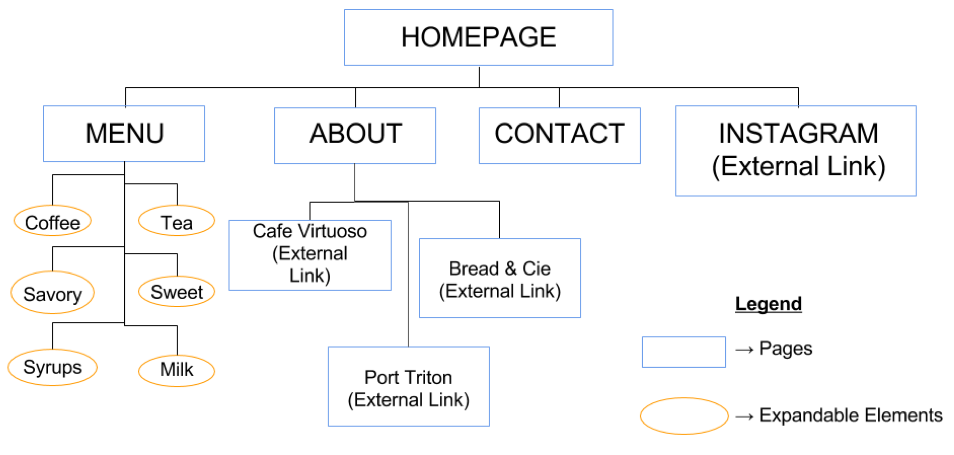 HOMEPAGE
MENU
ABOUT
CONTACT
INSTAGRAM
(External Link)
Coffee
Tea
Savory
Sweet
Syrups
Milk
Cafe Virtuoso
(External
Link)
Bread & Cie
(External Link)
Port Triton
(External Link)
Legend
→ Pages
→ Expandable Elements